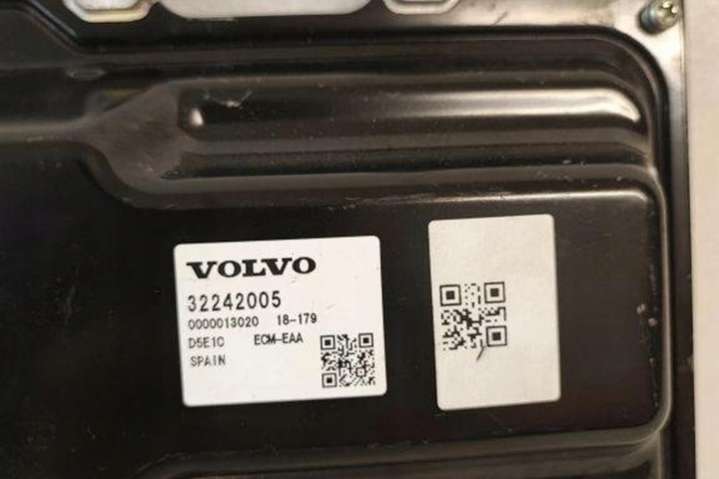 VOLVO
32242005
0000013020 18-179
D5E1C ECM-EAA
SPAIN